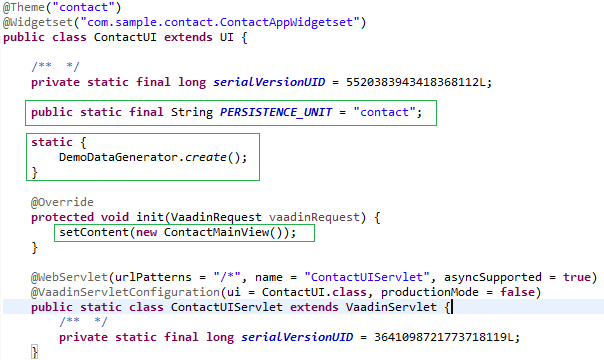 @Theme("contact")
@Widgetset("com.sample.contact.ContactAppWidgetset")
public class ContactUI extends UI {
/** */
private static final long serialVersionUID = 5520383943418368112L;
public static final String PERSISTENCE_UNIT = "contact";
static {
DemoDataGenerator.create();
}
@Override
protected void init(VaadinRequest vaadinRequest) {
setContent(new ContactMainView());
}
@WebServlet(urlPatterns = "/*", name = "ContactUIServlet", asyncSupported = true)
@VaadinServletConfiguration(ui = ContactUI.class, productionMode = false)
public static class ContactUIServlet extends VaadinServlet {
/** */
private static final long serialVersionUID = 3641098721773718119L;
}